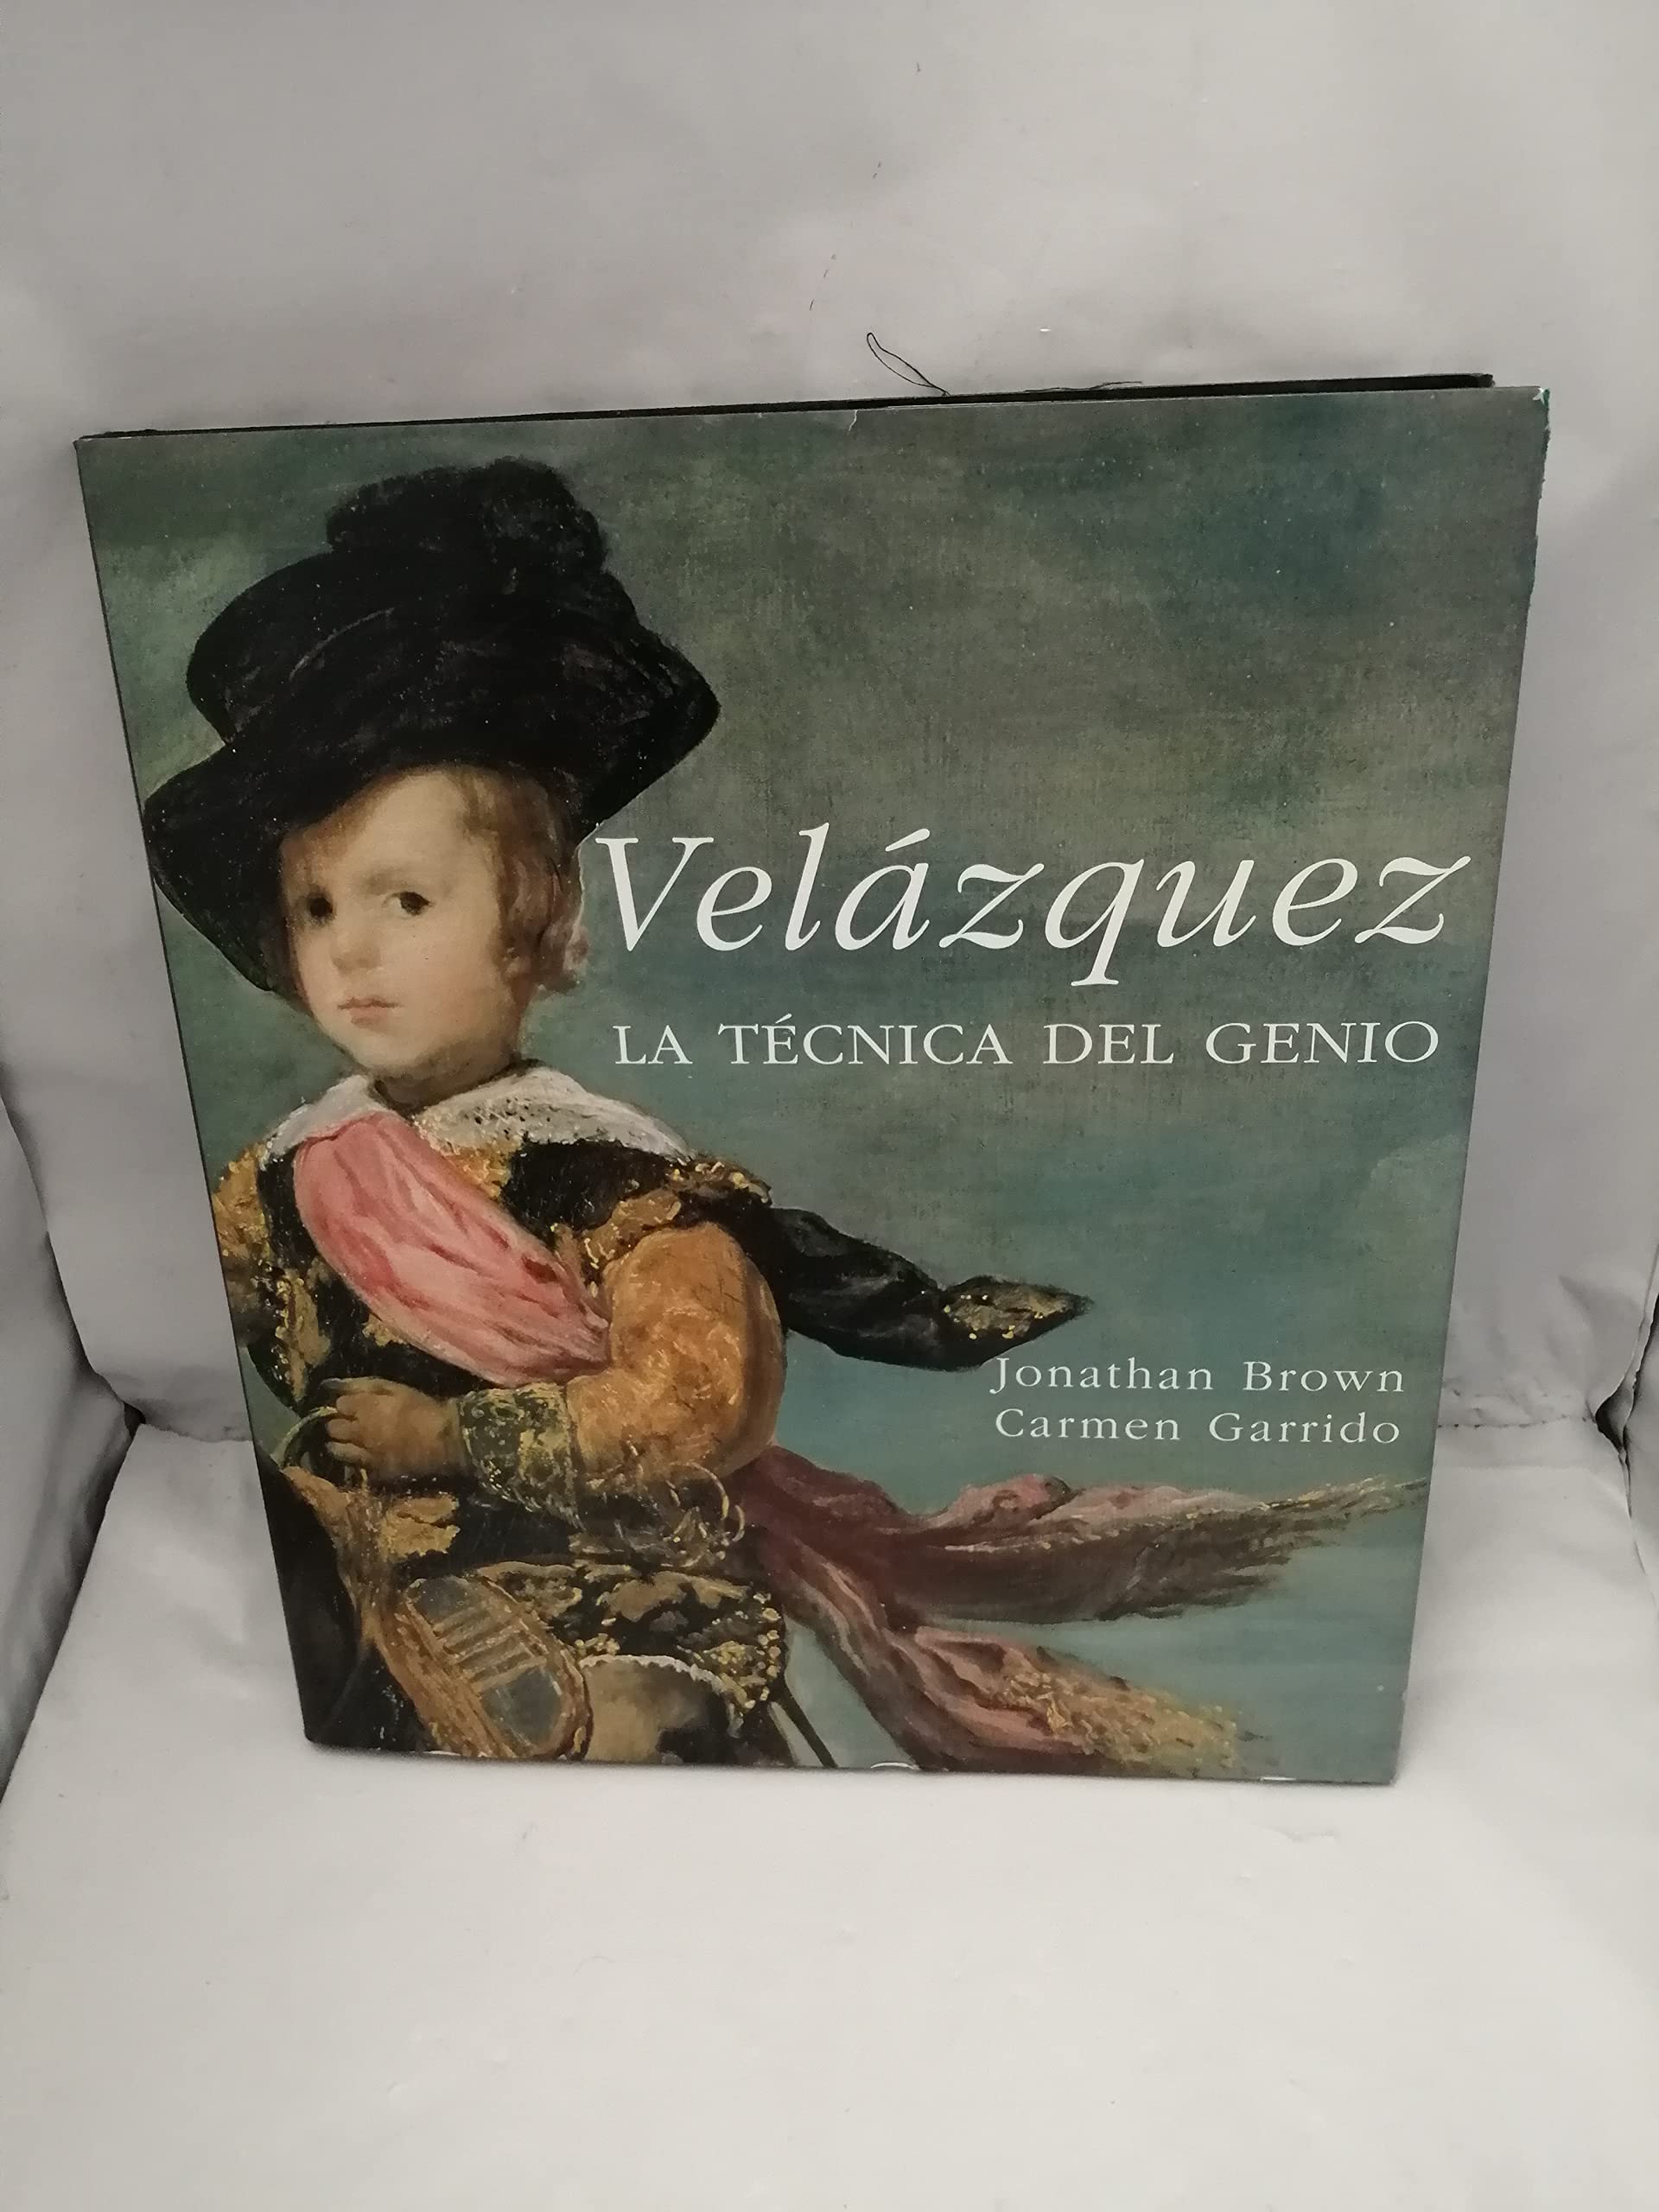 Velázquez
LA TÉCNICA DEL GENIO
Jonathan Brown
Carmen Garrido